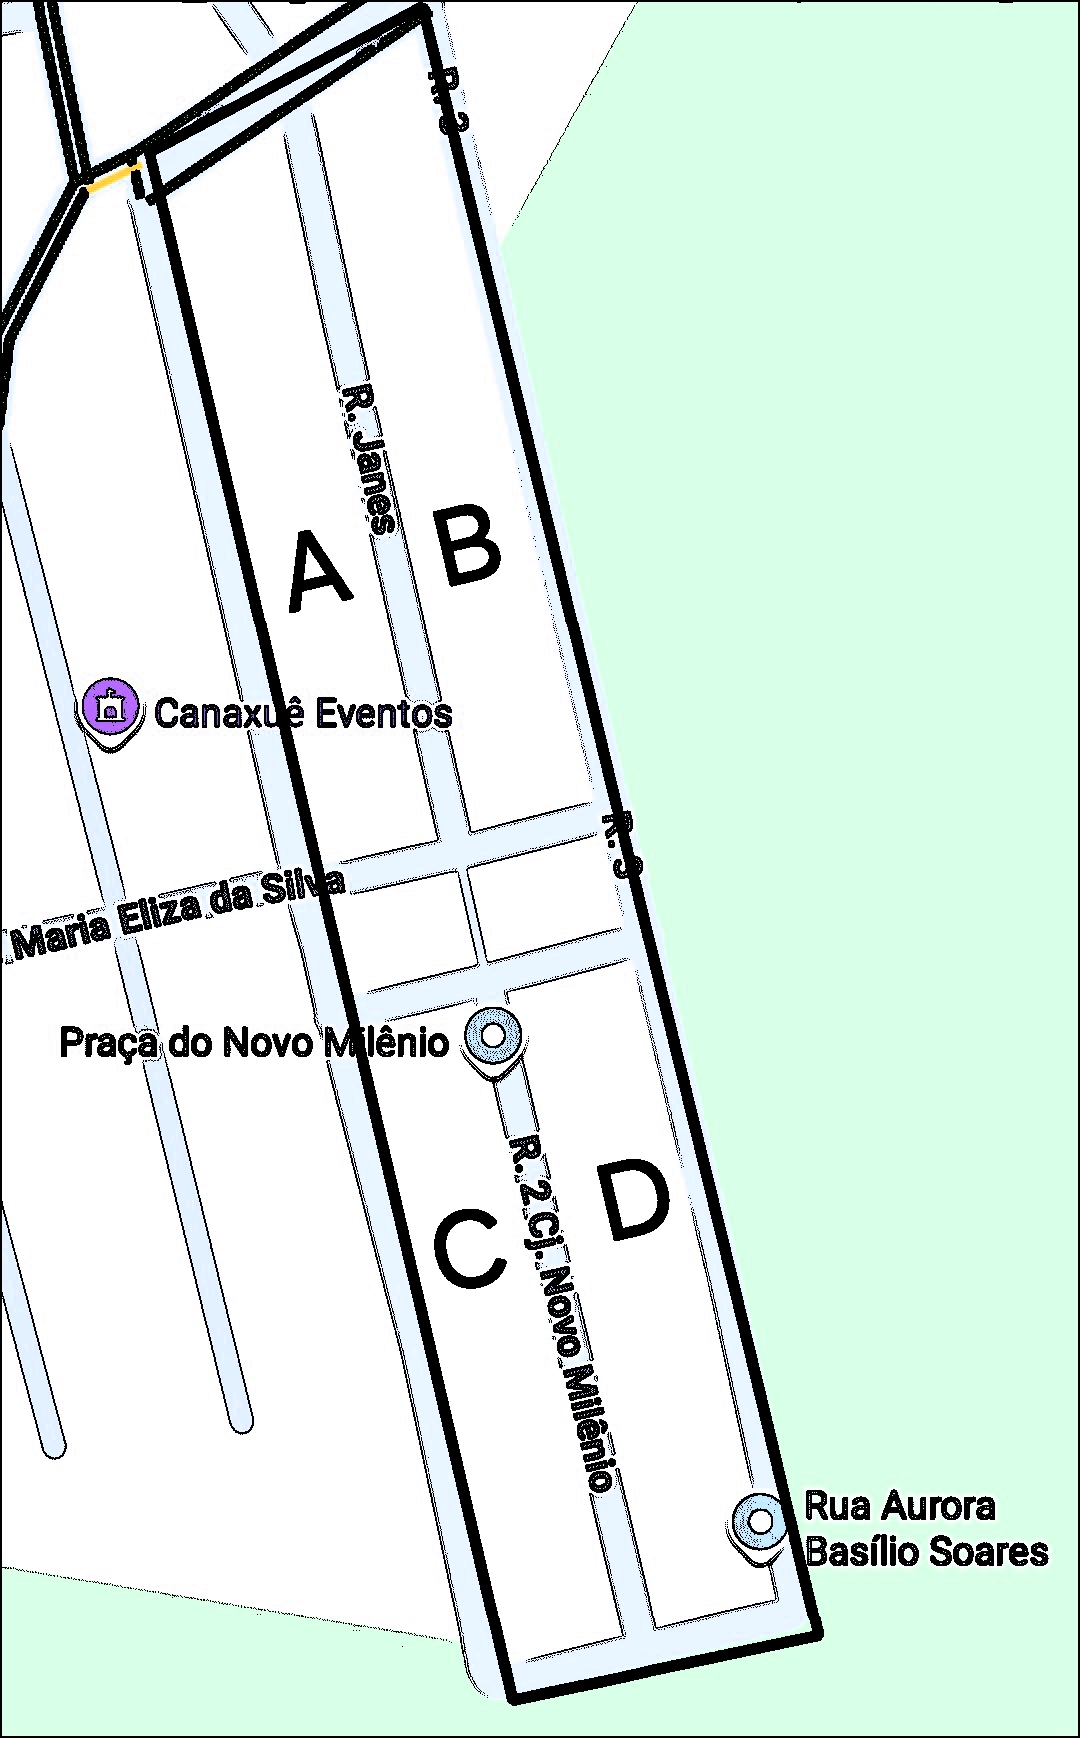 R. 3
R. Janes
A
B
Canaxuê Eventos
R. 3
Maria Eliza da Silva
Praça do Novo Milênio
R. 2 Cj. Novo Milênio
C
D
Rua Aurora
Basílio Soares